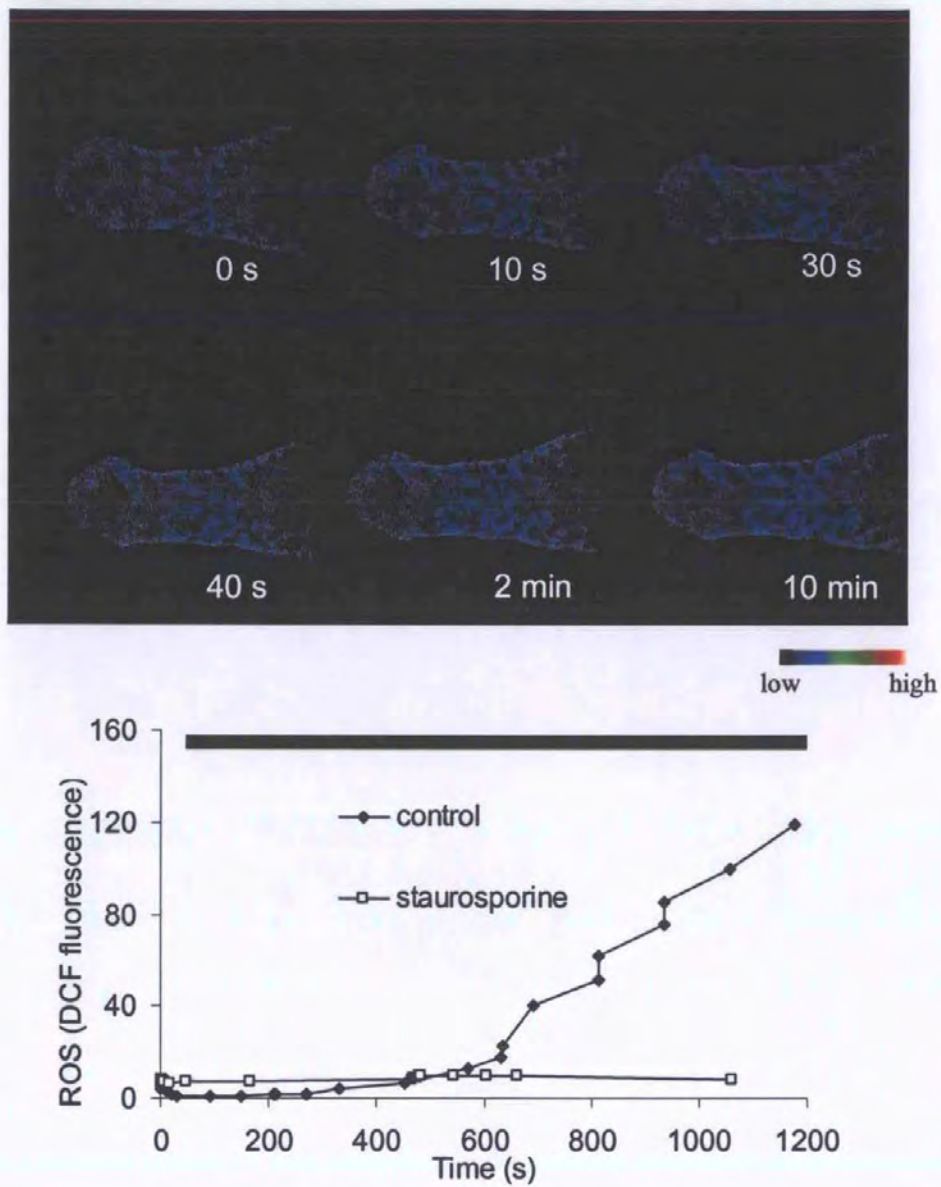 0 s 10 s 30 s
40 s 2 min 10 min
low high
160
120
80
40
0
ROS (DCF fluorescence)
control
staurosporine
0 200 400 600 800 1000 1200
Time (s)